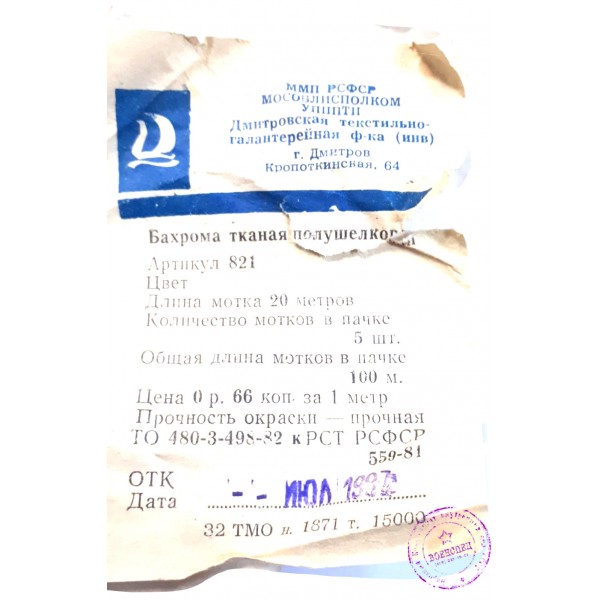 ММП РСФСР
МОСОБЛИСПОЛКОМ
УПППТП
Дмитровская текстильно-
галантерейная ф-ка (инв)
г. Дмитров
Кропоткинская, 64
Бахрома тканая полушелковая
Артикул 821
Цвет
Длина мотка 20 метров
Количество мотков в пачке
5 шт.
Общая длина мотков в пачке
100 м.
Цена 0 р. 66 коп. за 1 метр
Прочность окраски — прочная
ТО 480-3-498-82 к РСТ РСФСР
559-81
ОТК
Дата ИЮЛ
32 ТМО н. 1871 т. 15000
ВОЕНСПЕЦ